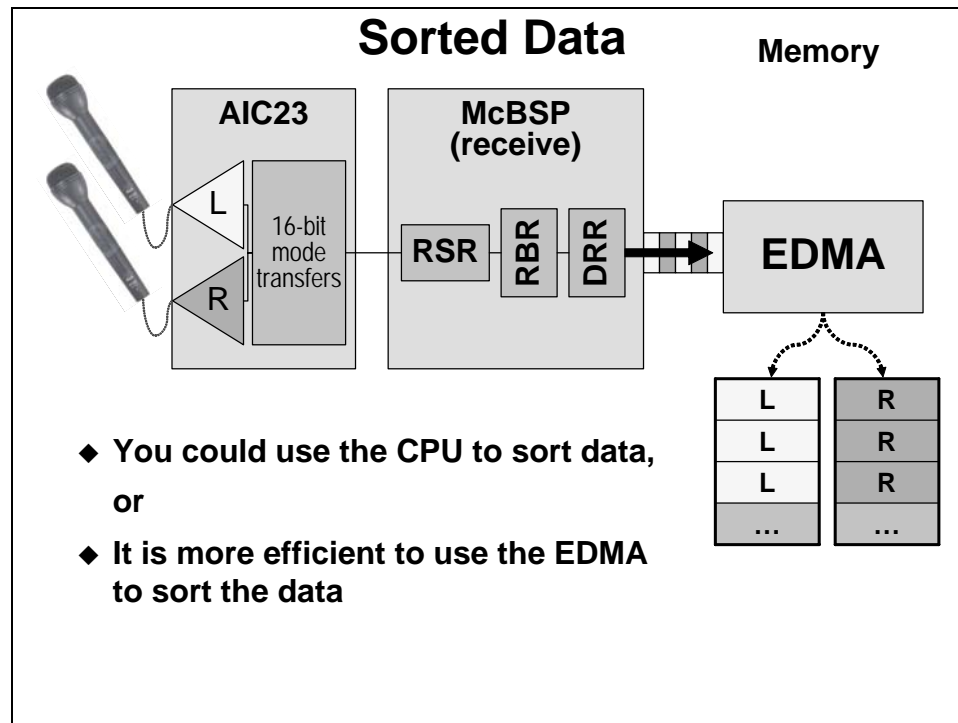 Sorted Data
Memory
AIC23
L
R
16-bit
mode
transfers
McBSP
(receive)
RSR
RBR
DRR
EDMA
L
R
L
R
L
R
...
...
◆ You could use the CPU to sort data,
or
◆ It is more efficient to use the EDMA
to sort the data